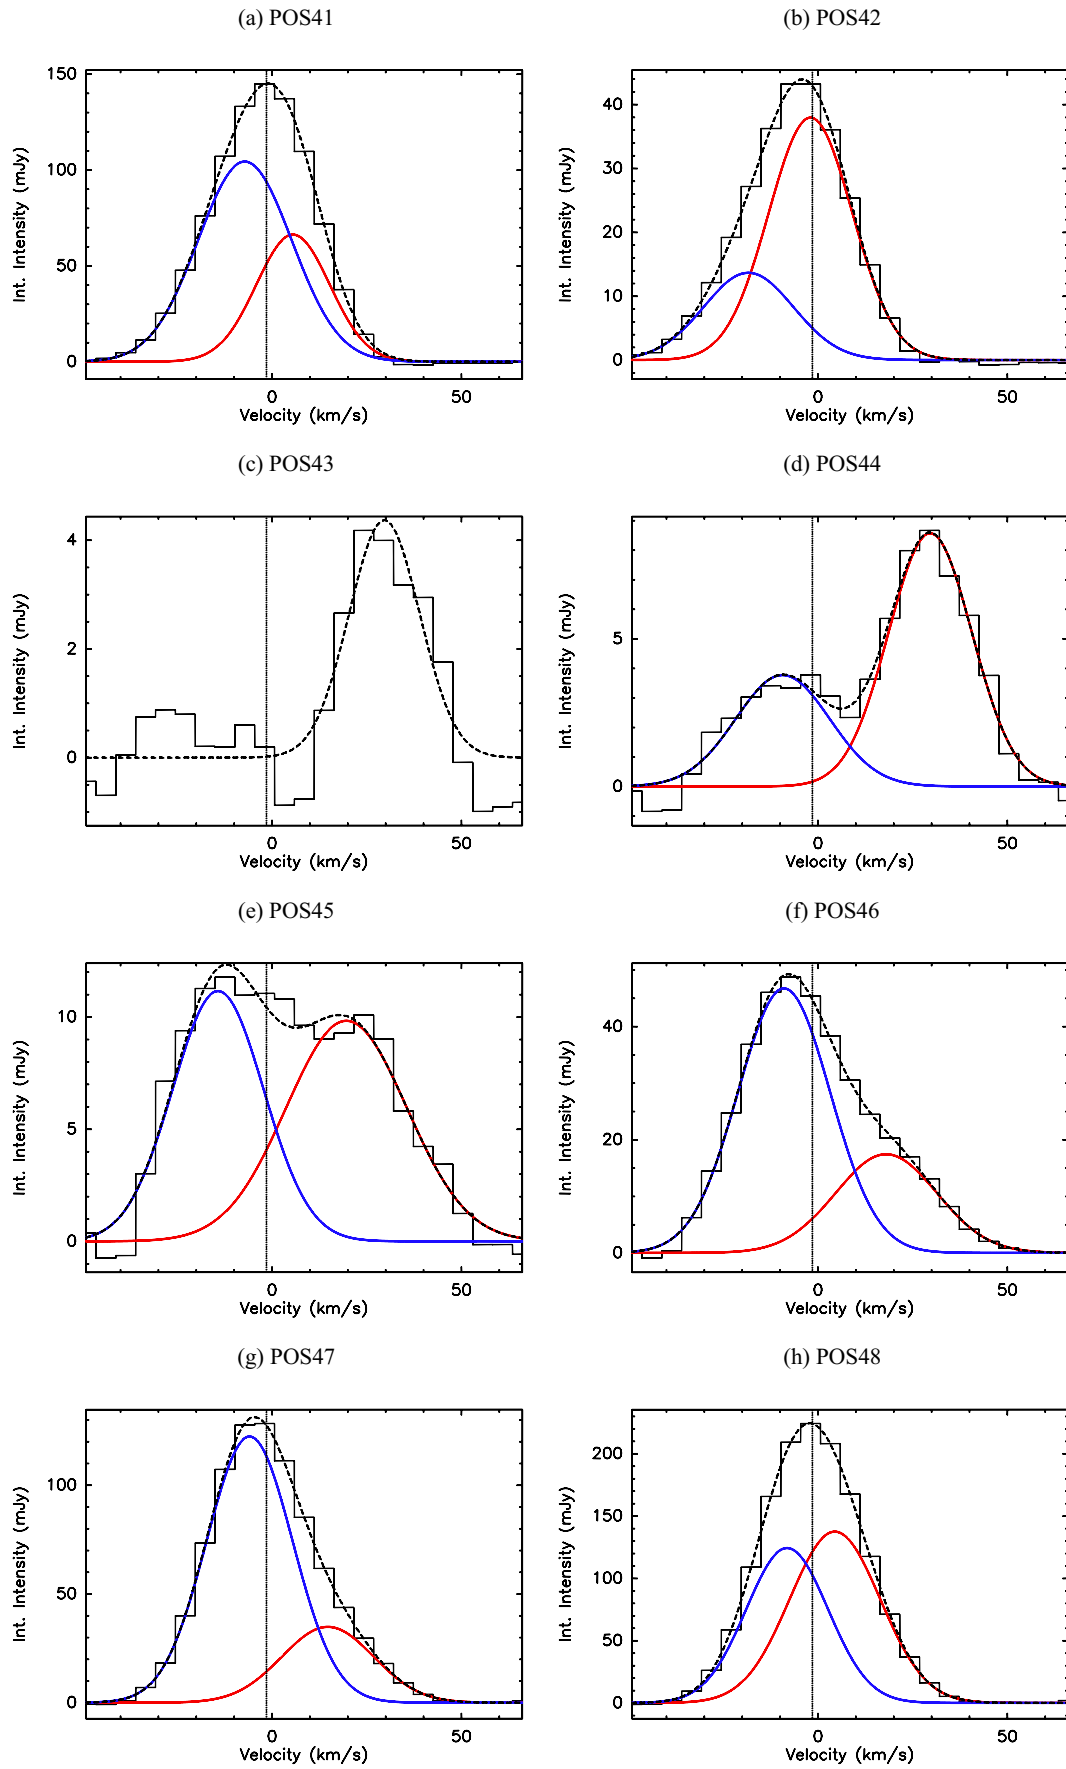 (a) POS41
(b) POS42
150
100
50
0
Int. Intensity (mJy)
0
50
Velocity (km/s)
40
30
20
10
0
Int. Intensity (mJy)
0
50
Velocity (km/s)
(c) POS43
(d) POS44
4
2
0
Int. Intensity (mJy)
0
50
Velocity (km/s)
5
0
Int. Intensity (mJy)
0
50
Velocity (km/s)
(e) POS45
(f) POS46
10
5
0
Int. Intensity (mJy)
0
50
Velocity (km/s)
40
20
0
Int. Intensity (mJy)
0
50
Velocity (km/s)
(g) POS47
(h) POS48
100
50
0
Int. Intensity (mJy)
0
50
Velocity (km/s)
200
150
100
50
0
Int. Intensity (mJy)
0
50
Velocity (km/s)